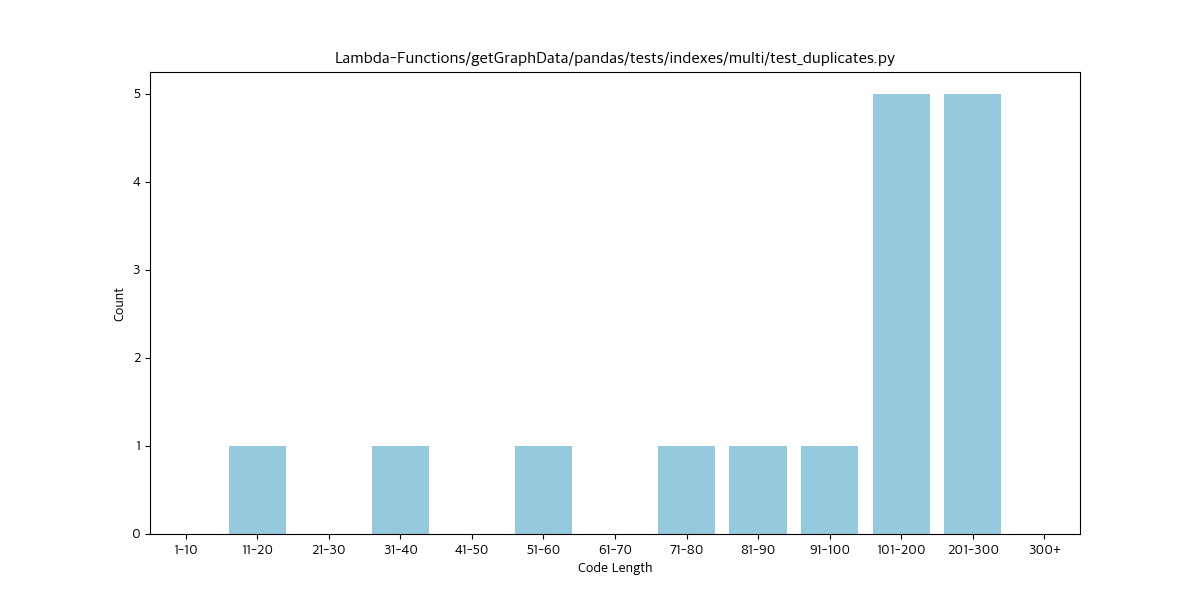 Lambda-Functions/getGraphData/pandas/tests/indexes/multi/test_duplicates.py
5
4
3
2
1
0
Count
1-10 11-20 21-30 31-40 41-50 51-60 61-70 71-80 81-90 91-100 101-200 201-300 300+
Code Length